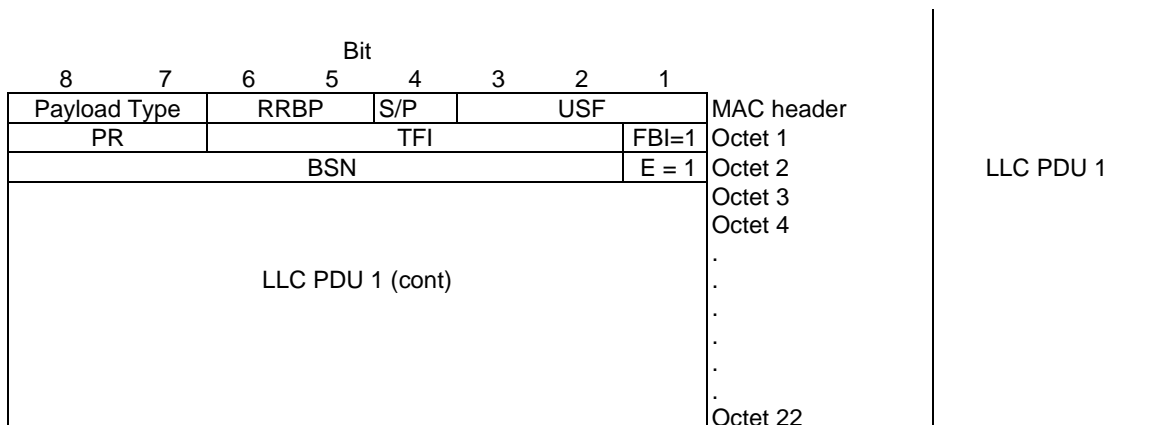 Bit
8 7 6 5 4 3 2 1
Payload Type RRBP S/P USF MAC header
PR TFI FBI=1 Octet 1
BSN E = 1 Octet 2 LLC PDU 1
Octet 3
Octet 4
.
LLC PDU 1 (cont) .
.
.
.
.
Octet 22